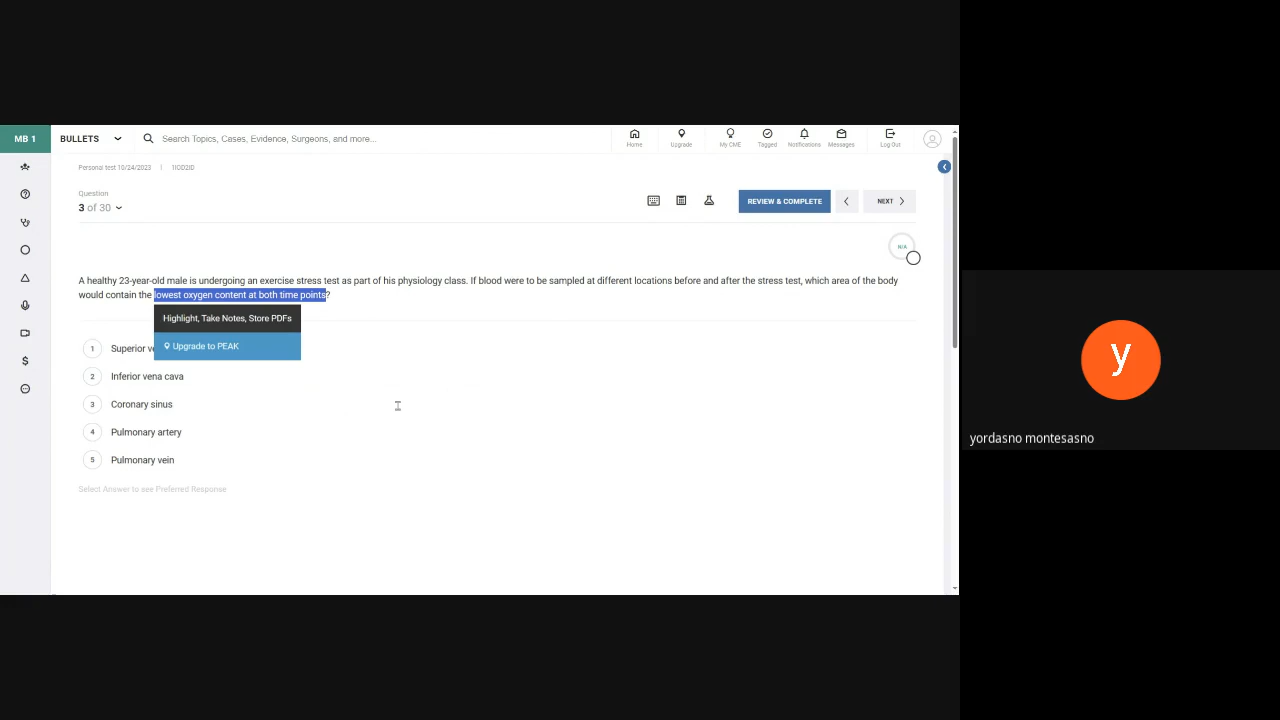 MB 1
BULLETS
Search Topics, Cases, Evidence, Surgeons, and more...
Home
Upgrade
My CME
Tagged
Notifications
Messages
Log Out
Personal test 10/24/2023
Question
3 of 30
REVIEW & COMPLETE
NEXT
N/A
A healthy 23-year-old male is undergoing an exercise stress test as part of his physiology class. If blood were to be sampled at different locations before and after the stress test, which area of the body
would contain the lowest oxygen content at both time points?
Highlight, Take Notes, Store PDFs
Upgrade to PEAK
1 Superior
2 Inferior vena cava
3 Coronary sinus
4 Pulmonary artery
5 Pulmonary vein
Select Answer to see Preferred Response
y
yordasno montesasno